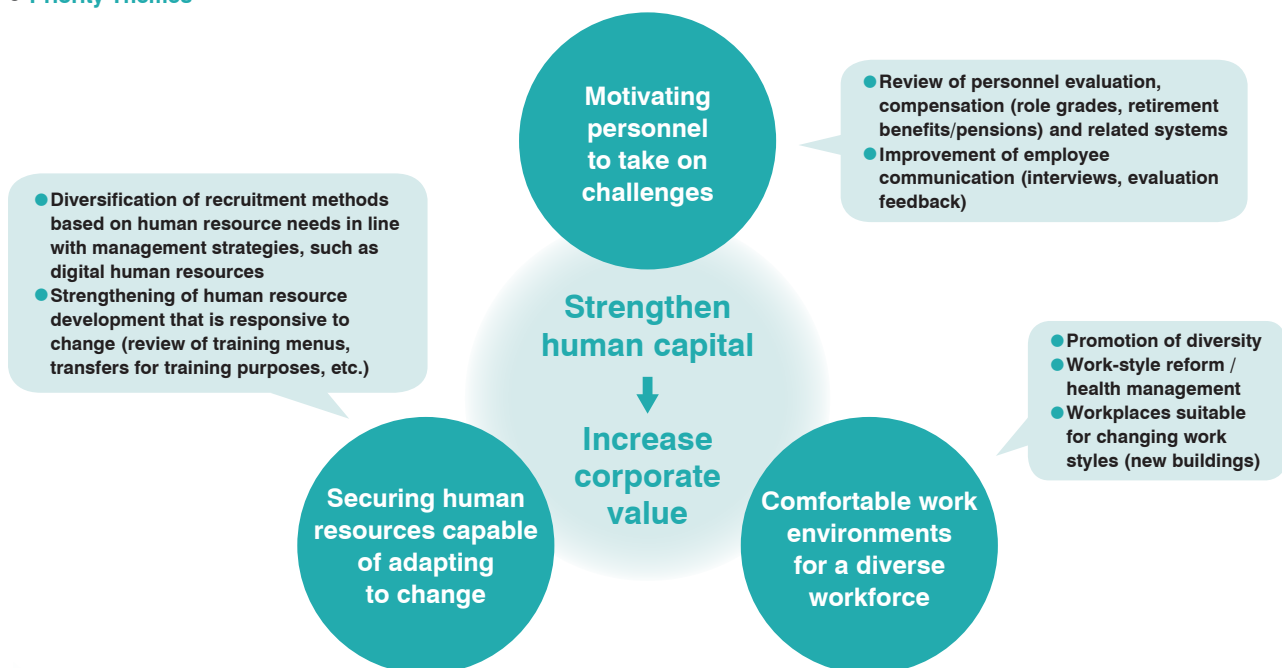 Priority Themes
Motivating
personnel
to take on
challenges
● Review of personnel evaluation,
compensation (role grades, retirement
benefits/pensions) and related systems
● Improvement of employee
communication (interviews, evaluation
feedback)
● Diversification of recruitment methods
based on human resource needs in line
with management strategies, such as
digital human resources
● Strengthening of human resource
development that is responsive to
change (review of training menus,
transfers for training purposes, etc.)
Strengthen
human capital
Increase
corporate
value
● Promotion of diversity
● Work-style reform /
health management
● Workplaces suitable
for changing work
styles (new buildings)
Securing human
resources capable
of adapting
to change
Comfortable work
environments
for a diverse
workforce